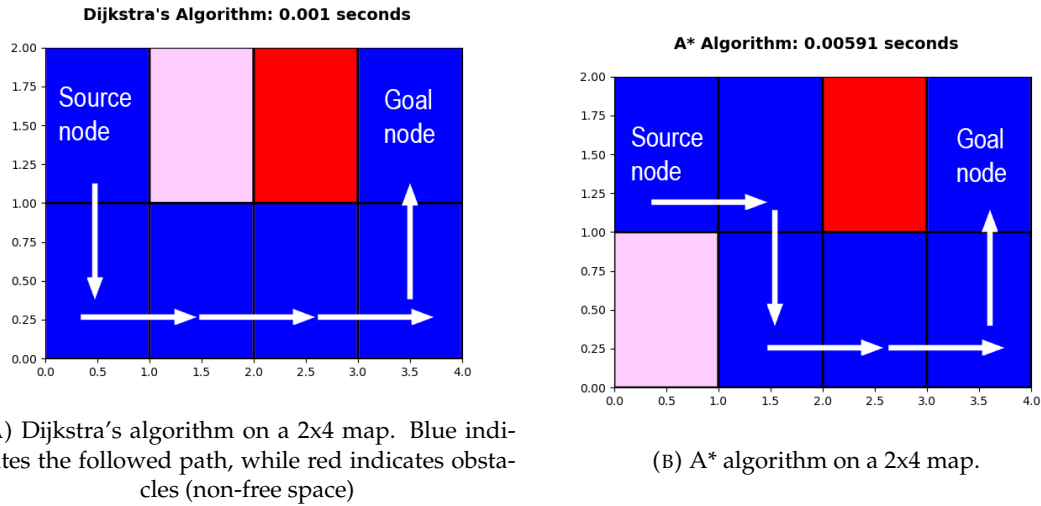 Dijkstra's Algorithm: 0.001 seconds
2.00
1.75
1.50
1.25
1.00
0.75
0.50
0.25
0.00
Source
node
Goal
node
0.0 0.5 1.0 1.5 2.0 2.5 3.0 3.5 4.0
) Dijkstra's algorithm on a 2x4 map. Blue indi-
tes the followed path, while red indicates obsta-
cles (non-free space)
A* Algorithm: 0.00591 seconds
2.00
1.75
1.50
1.25
1.00
0.75
0.50
0.25
0.00
Source
node
Goal
node
0.0 0.5 1.0 1.5 2.0 2.5 3.0 3.5 4.0
(B) A* algorithm on a 2x4 map.